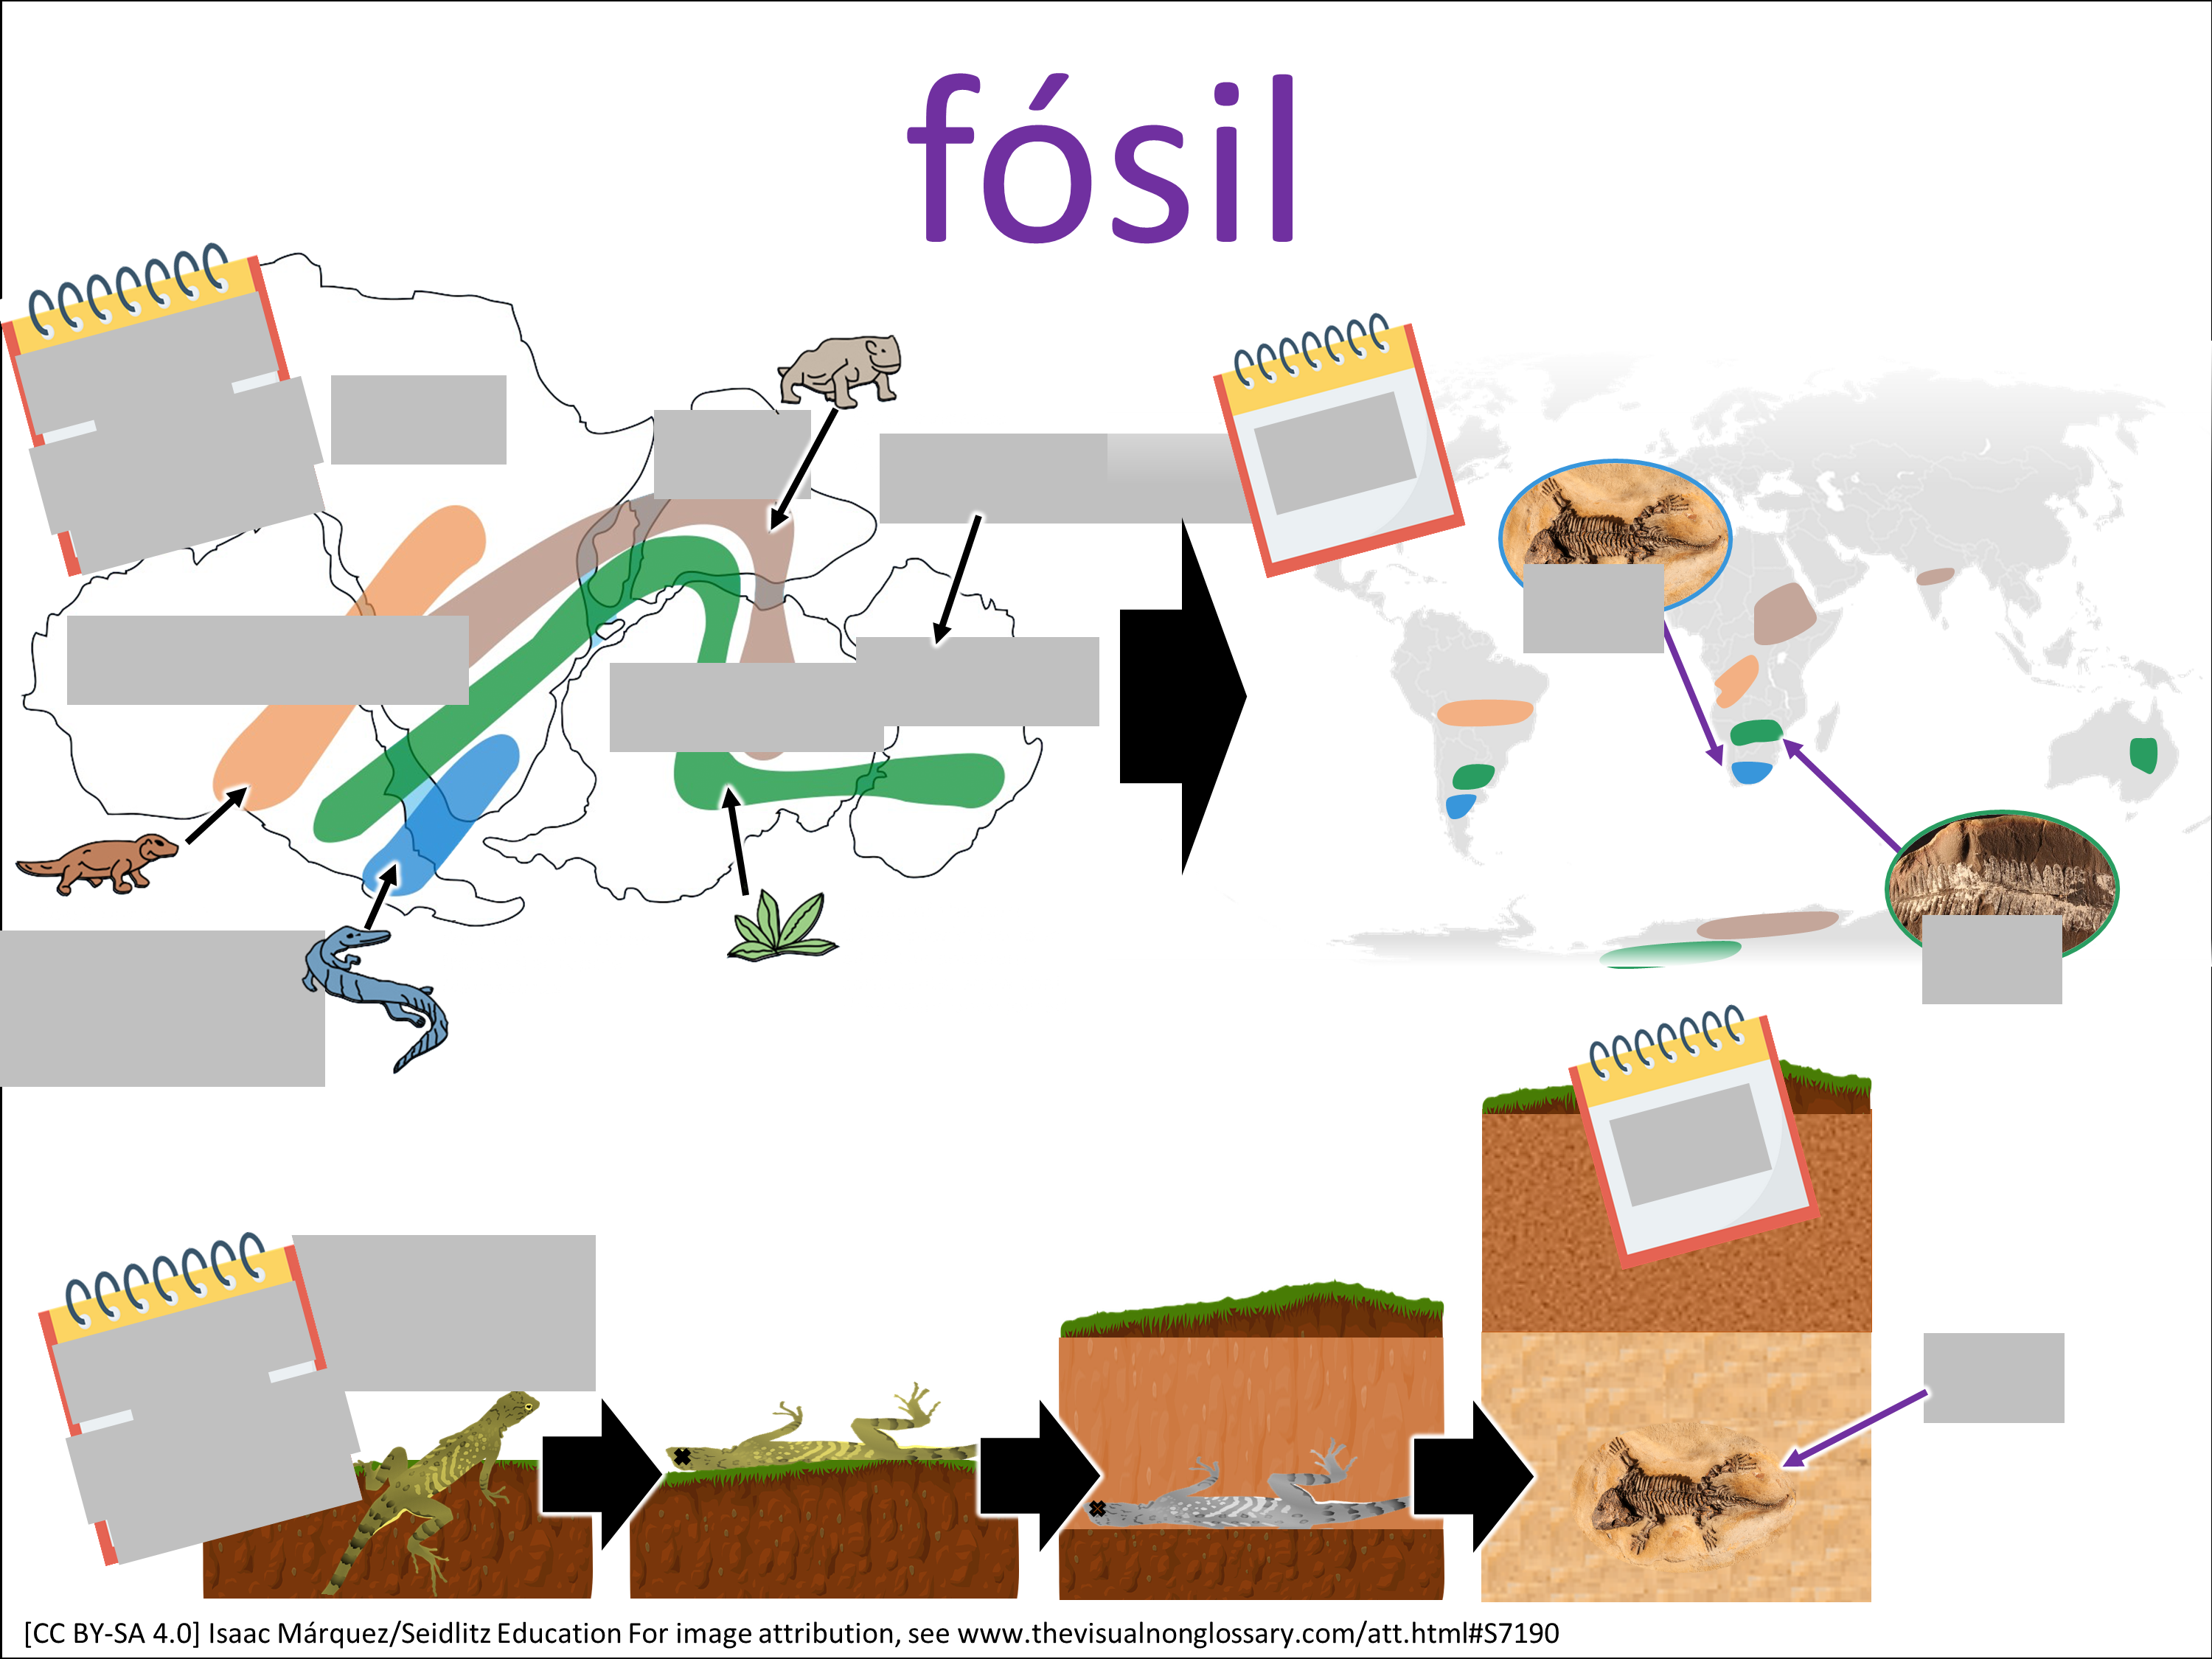 fósil
[CC BY-SA 4.0] Isaac Márquez/Seidlitz Education For image attribution, see www.thevisualnonglossary.com/att.html#S7190